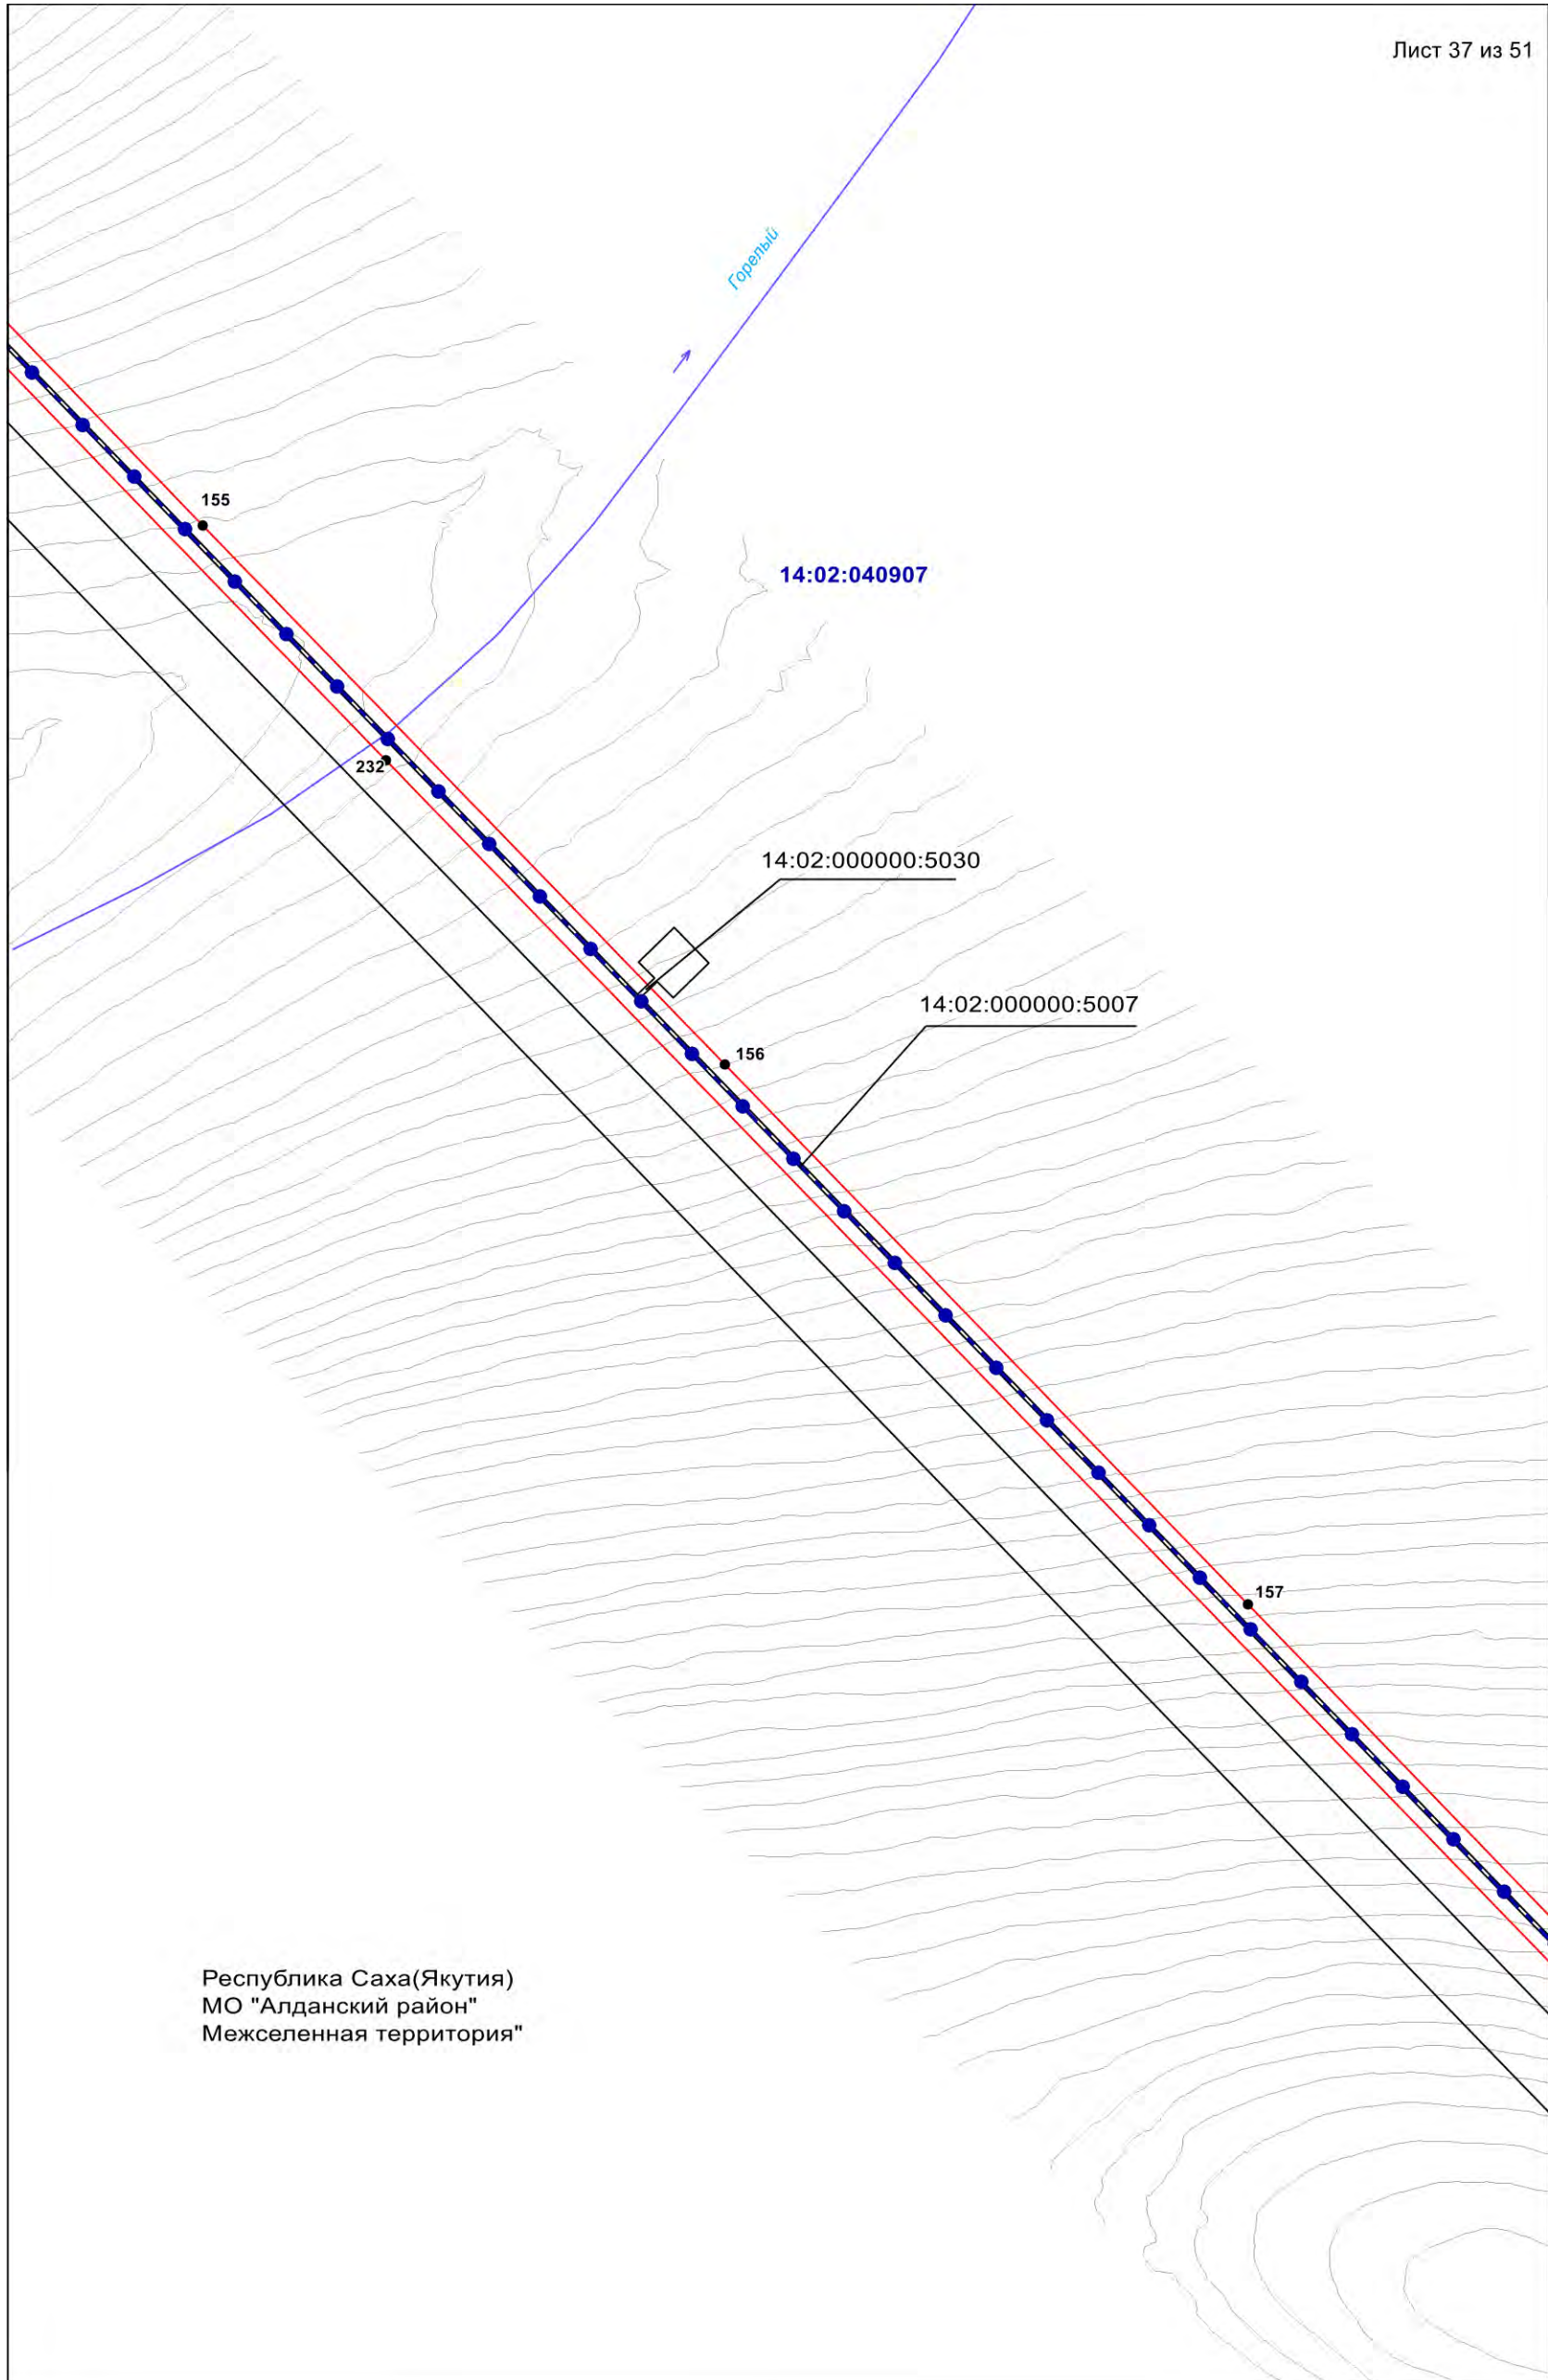 Лист 37 из 51
Горелый
155
14:02:040907
232
14:02:000000:5030
14:02:000000:5007
156
157
Республика Саха(Якутия)
МО "Алданский район"
Межселенная территория"